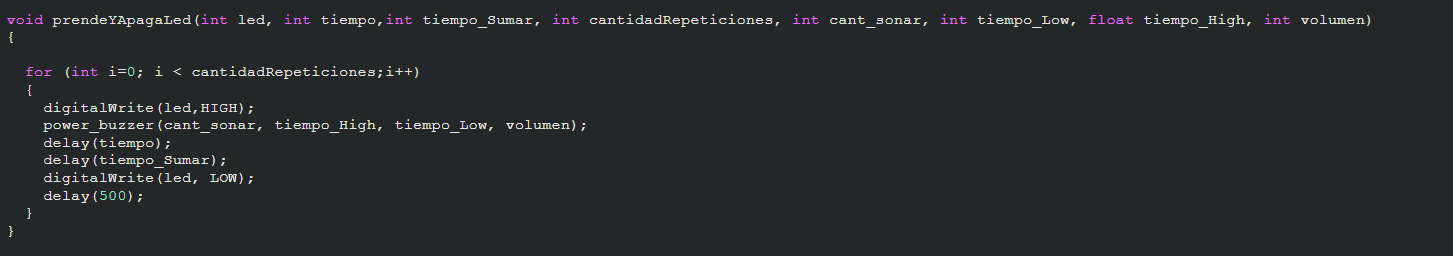 void prendeYApagaLed(int led, int tiempo,int tiempo_Sumar, int cantidadRepeticiones, int cant_sonar, int tiempo_Low, float tiempo_High, int volumen)
{
for (int i=0; i < cantidadRepeticiones;i++)
{
digitalWrite(led,HIGH);
power_buzzer(cant_sonar, tiempo_High, tiempo_Low, volumen);
delay(tiempo);
delay(tiempo_Sumar);
digitalWrite(led, LOW);
delay(500);
}
}